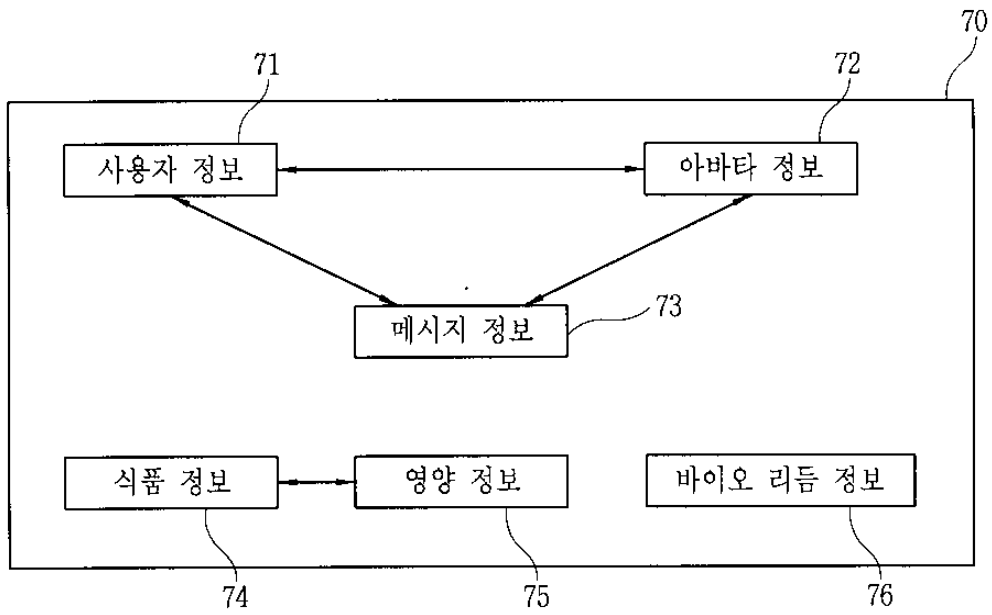 70
71
72
사용자 정보
아바타 정보
메시지 정보
73
식품 정보
영양 정보
바이오 리듬 정보
74
75
76